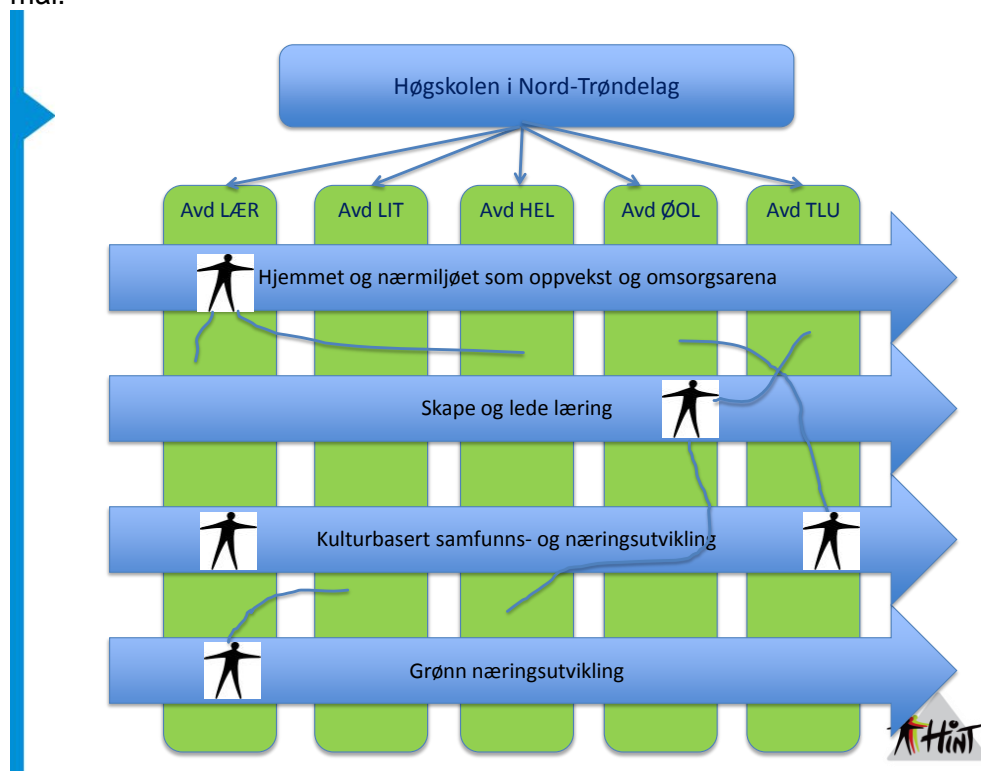 mål.
Høgskolen i Nord-Trøndelag
Avd LÆR Avd LIT Avd HEL Avd ØOL Avd TLU
Hjemmet og nærmiljøet som oppvekst og omsorgsarena
Skape og lede læring
Kulturbasert samfunns- og næringsutvikling
Grønn næringsutvikling
HiNT